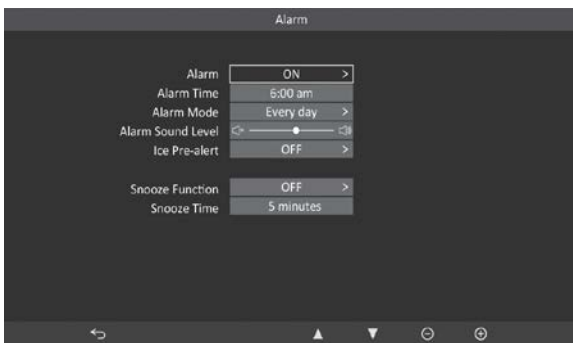 Alarm
Alarm ON >
Alarm Time 6:00 am
Alarm Mode Every day >
Alarm Sound Level
Ice Pre-alert OFF >
Snooze Function OFF >
Snooze Time 5 minutes